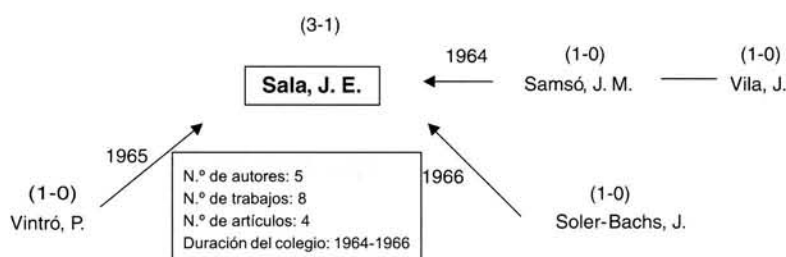 (3-1)
1964
(1-0)
(1-0)
Sala, J. E.
Samsó, J. M.
Vila, J.
1965
N.º de autores: 5
N.º de trabajos: 8
N.º de artículos: 4
Duración del colegio: 1964-1966
1966
(1-0)
Vintró, P.
(1-0)
Soler-Bachs, J.